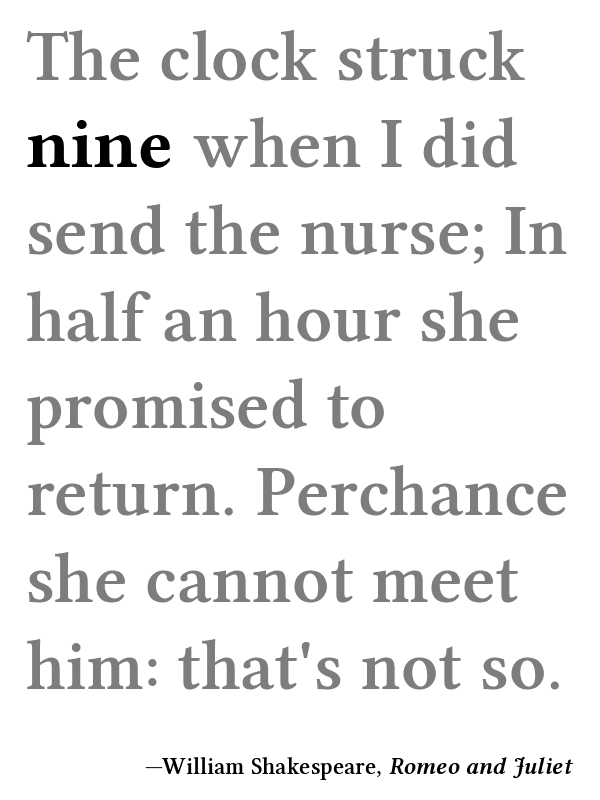 The clock struck
nine when I did
send the nurse; In
half an hour she
promised to
return. Perchance
she cannot meet
him: that's not so.
—William Shakespeare, Romeo and Juliet